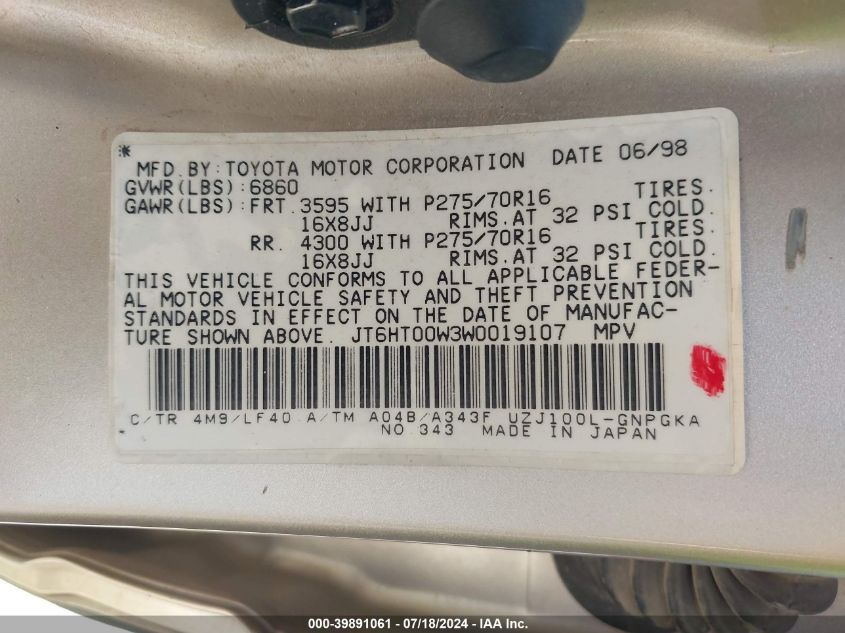 MFD.BY:TOYOTA MOTOR CORPORATION DATE 06/98
GVWR(LBS):6860
GAWR(LBS):FRT.3595 WITH P275/70R16 TIRES.
16X8JJ RIMS.AT 32 PSI COLD.
RR. 4300 WITH P275/70R16 TIRES.
16X8JJ RIMS.AT 32 PSI COLD.
THIS VEHICLE CONFORMS TO ALL APPLICABLE FEDER-
AL MOTOR VEHICLE SAFETY AND THEFT PREVENTION
STANDARDS IN EFFECT ON THE DATE OF MANUFAC-
TURE SHOWN ABOVE. JT6HT00W3W0019107 MPV
C/TR 4M9/LF40 A/TM A04B/A343F UZJ100L-GNPGKA
NO.343 MADE IN JAPAN
000-39891061 / 07/18/2024 - IAA Inc.